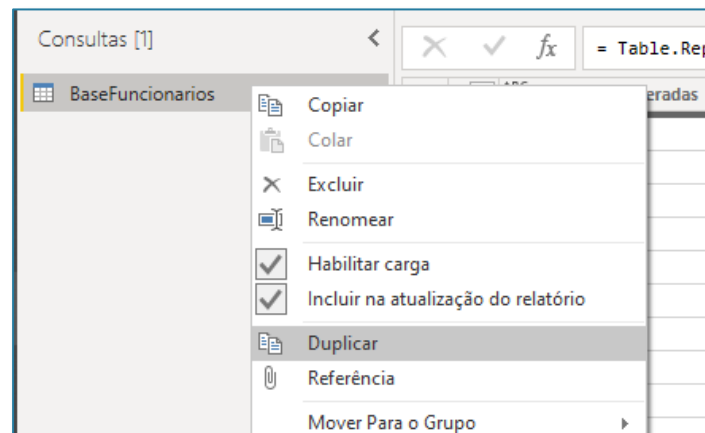 Consultas [1]
fx
= Table.Rep
BaseFuncionarios
eradas
Copiar
Colar
Excluir
Renomear
Habilitar carga
Incluir na atualização do relatório
Duplicar
Referência
Mover Para o Grupo